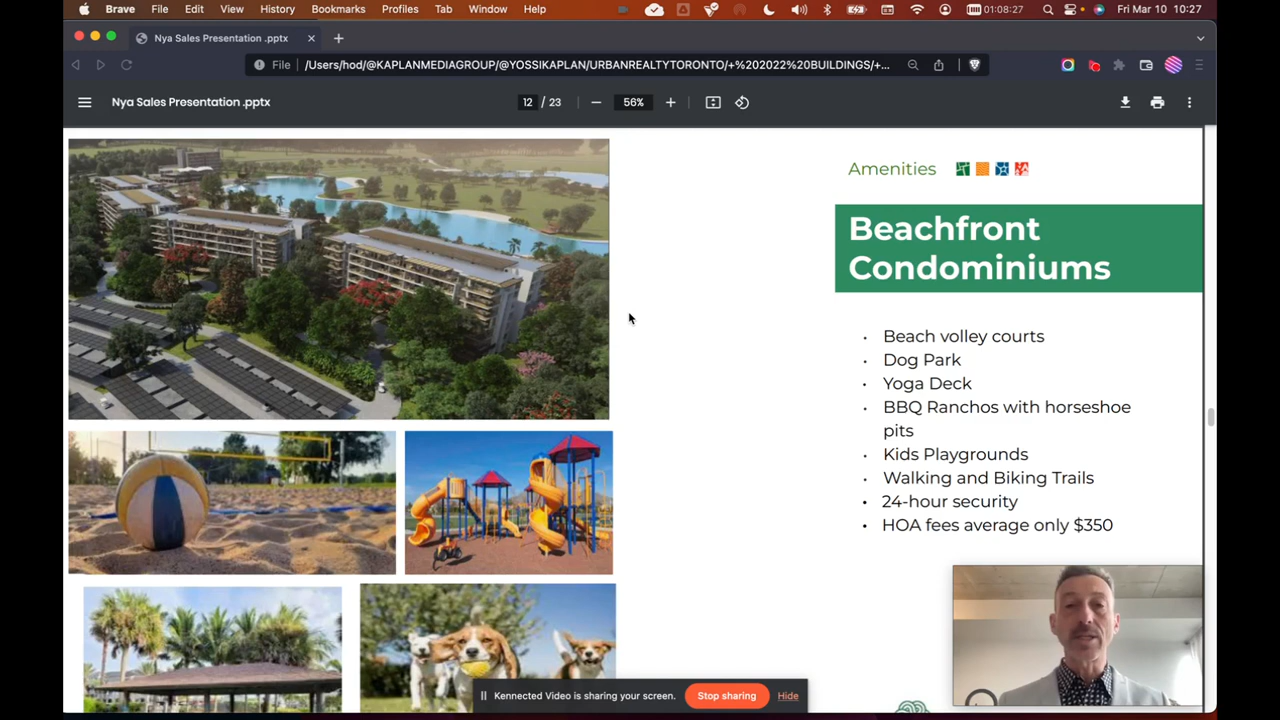 Brave File Edit View History Bookmarks Profiles Tab Window Help 01:08:27 Fri Mar 10 10:27
Nya Sales Presentation .pptx
File /Users/hod/@KAPLANMEDIAGROUP/@YOSSIKAPLAN/URBANREALTYTORONTO/+%202022%20BUILDINGS/+...
Nya Sales Presentation .pptx 12 / 23 56%
Amenities
Beachfront
Condominiums
• Beach volley courts
• Dog Park
• Yoga Deck
• BBQ Ranchos with horseshoe
pits
• Kids Playgrounds
• Walking and Biking Trails
• 24-hour security
• HOA fees average only $350
Kennected Video is sharing your screen. Stop sharing Hide